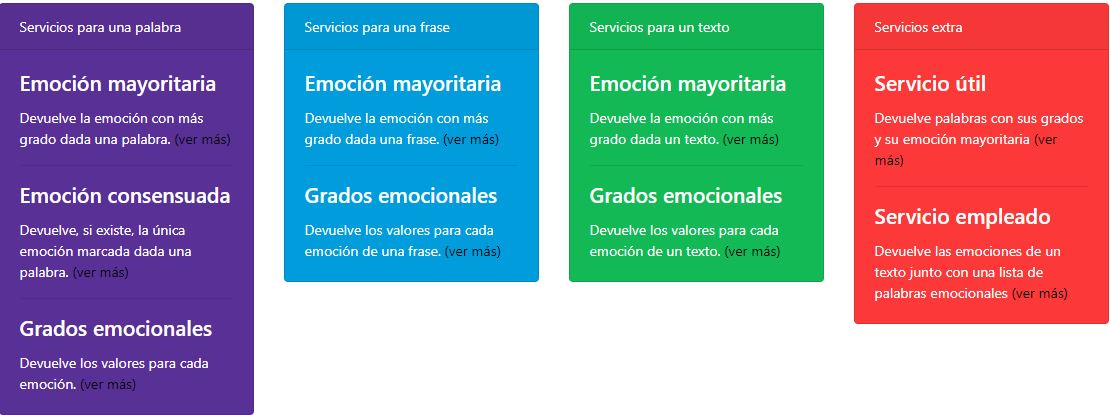 Servicios para una palabra
Emoción mayoritaria
Devuelve la emoción con más
grado dada una palabra. (ver más)
Emoción consensuada
Devuelve, si existe, la única
emoción marcada dada una
palabra. (ver más)
Grados emocionales
Devuelve los valores para cada
emoción. (ver más)
Servicios para una frase
Emoción mayoritaria
Devuelve la emoción con más
grado dada una frase. (ver más)
Grados emocionales
Devuelve los valores para cada
emoción de una frase. (ver más)
Servicios para un texto
Emoción mayoritaria
Devuelve la emoción con más
grado dada un texto. (ver más)
Grados emocionales
Devuelve los valores para cada
emoción de un texto. (ver más)
Servicios extra
Servicio útil
Devuelve palabras con sus grados
y su emoción mayoritaria (ver
más)
Servicio empleado
Devuelve las emociones de un
texto junto con una lista de
palabras emocionales (ver más)